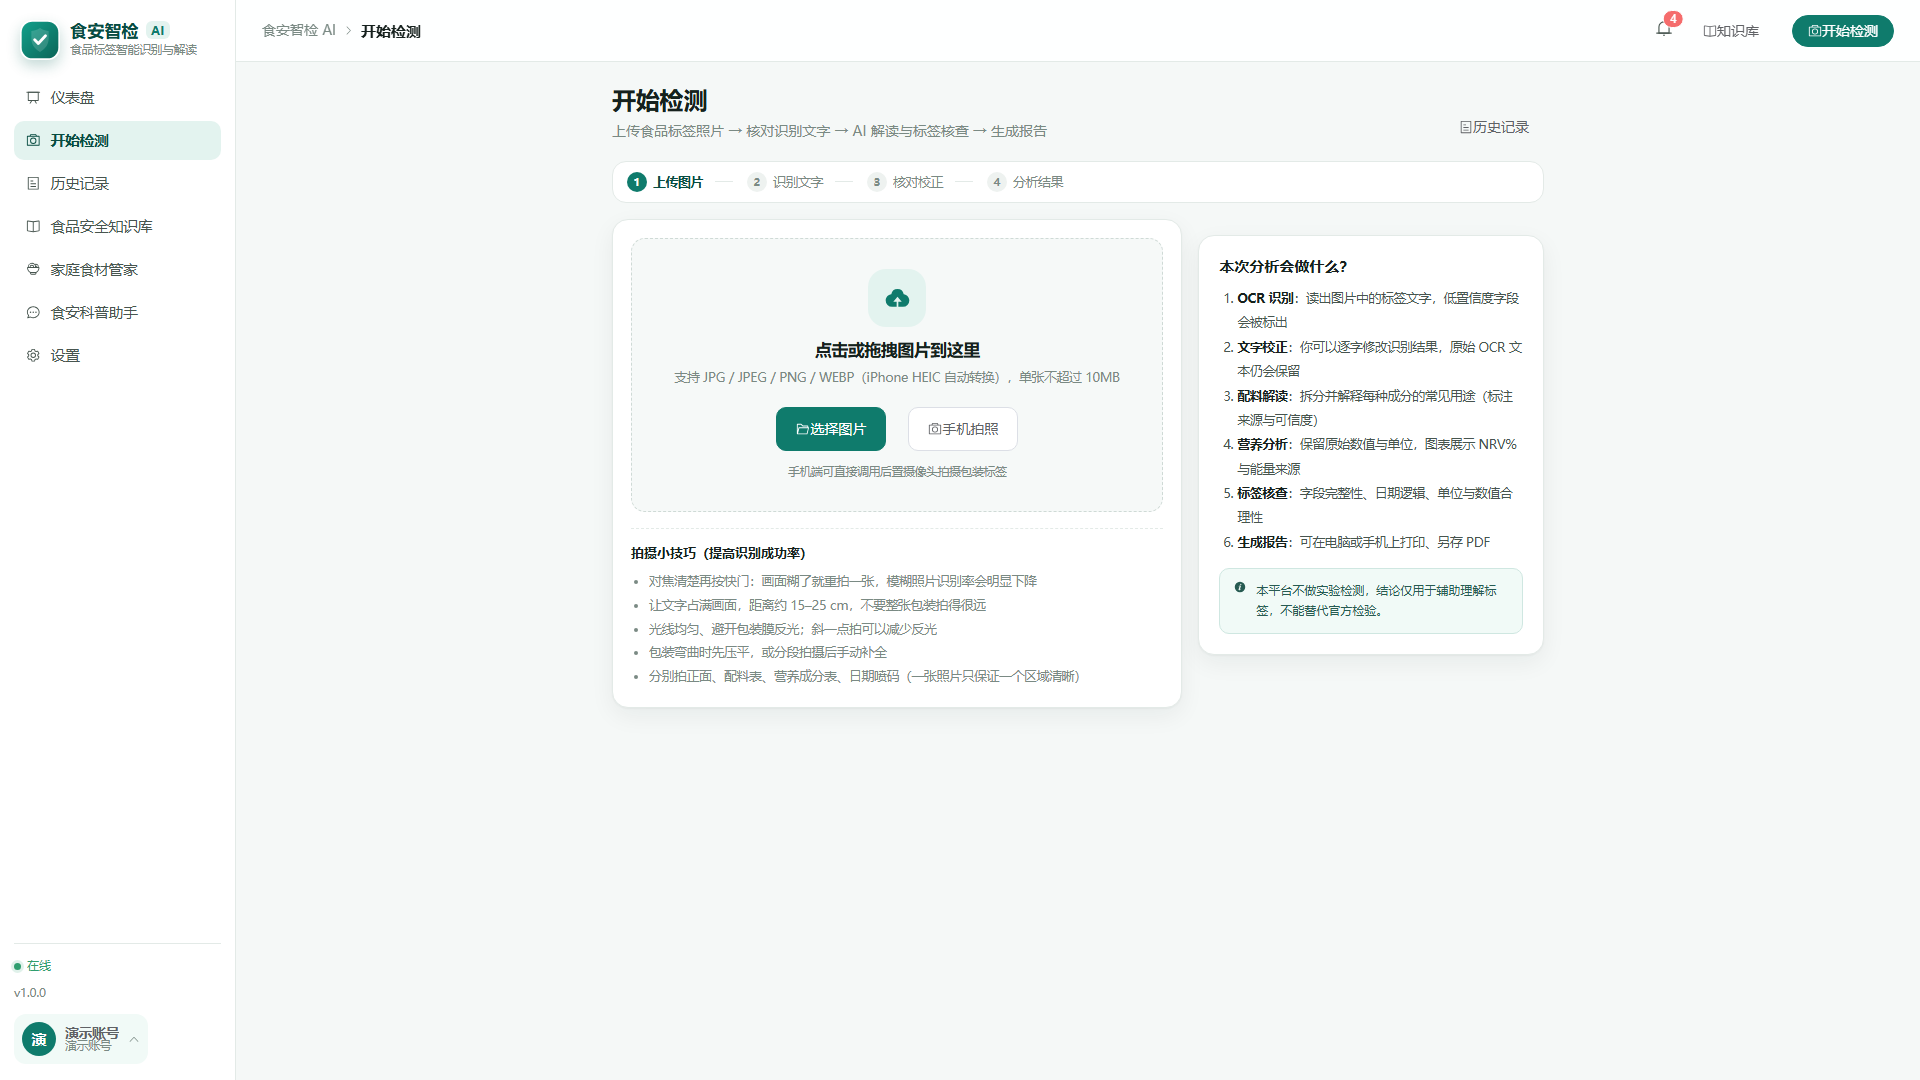 食安智检 AI
食品标签智能识别与解读
仪表盘
开始检测
历史记录
食品安全知识库
家庭食材管家
食安科普助手
设置
在线
v1.0.0
演
演示账号
演示账号
食安智检 AI > 开始检测
4
知识库
开始检测
开始检测
上传食品标签照片 → 核对识别文字 → AI 解读与标签核查 → 生成报告
历史记录
1 上传图片
2 识别文字
3 核对校正
4 分析结果
点击或拖拽图片到这里
支持 JPG / JPEG / PNG / WEBP（iPhone HEIC 自动转换），单张不超过 10MB
选择图片
手机拍照
手机端可直接调用后置摄像头拍摄包装标签
拍摄小技巧（提高识别成功率）
• 对焦清楚再按快门：画面糊了就重拍一张，模糊照片识别率会明显下降
• 让文字占满画面，距离约 15–25 cm，不要整张包装拍得很远
• 光线均匀、避开包装膜反光；斜一点拍可以减少反光
• 包装弯曲时先压平，或分段拍摄后手动补全
• 分别拍正面、配料表、营养成分表、日期喷码（一张照片只保证一个区域清晰）
本次分析会做什么？
1. OCR 识别：读出图片中的标签文字，低置信度字段
会被标出
2. 文字校正：你可以逐字修改识别结果，原始 OCR 文
本仍会保留
3. 配料解读：拆分并解释每种成分的常见用途（标注
来源与可信度）
4. 营养分析：保留原始数值与单位，图表展示 NRV%
与能量来源
5. 标签核查：字段完整性、日期逻辑、单位与数值合
理性
6. 生成报告：可在电脑或手机上打印、另存 PDF
本平台不做实验检测，结论仅用于辅助理解标
签，不能替代官方检验。